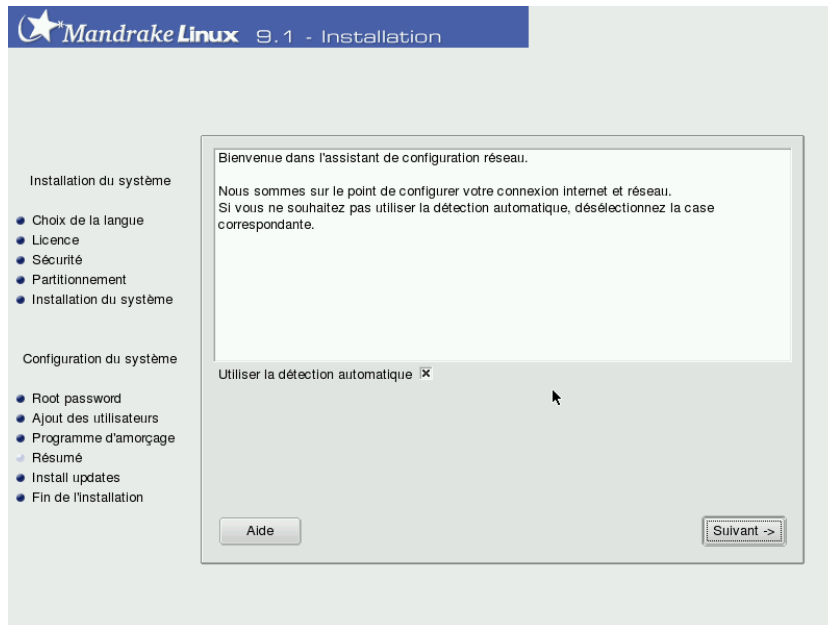 Mandrake Linux 9.1 - Installation
Installation du système
Choix de la langue
Licence
Sécurité
Partitionnement
Installation du système
Configuration du système
Root password
Ajout des utilisateurs
Programme d'amorçage
Résumé
Install updates
Fin de l'installation
Bienvenue dans l'assistant de configuration réseau.
Nous sommes sur le point de configurer votre connexion internet et réseau.
Si vous ne souhaitez pas utiliser la détection automatique, désélectionnez la case
correspondante.
Utiliser la détection automatique
Aide
Suivant ->